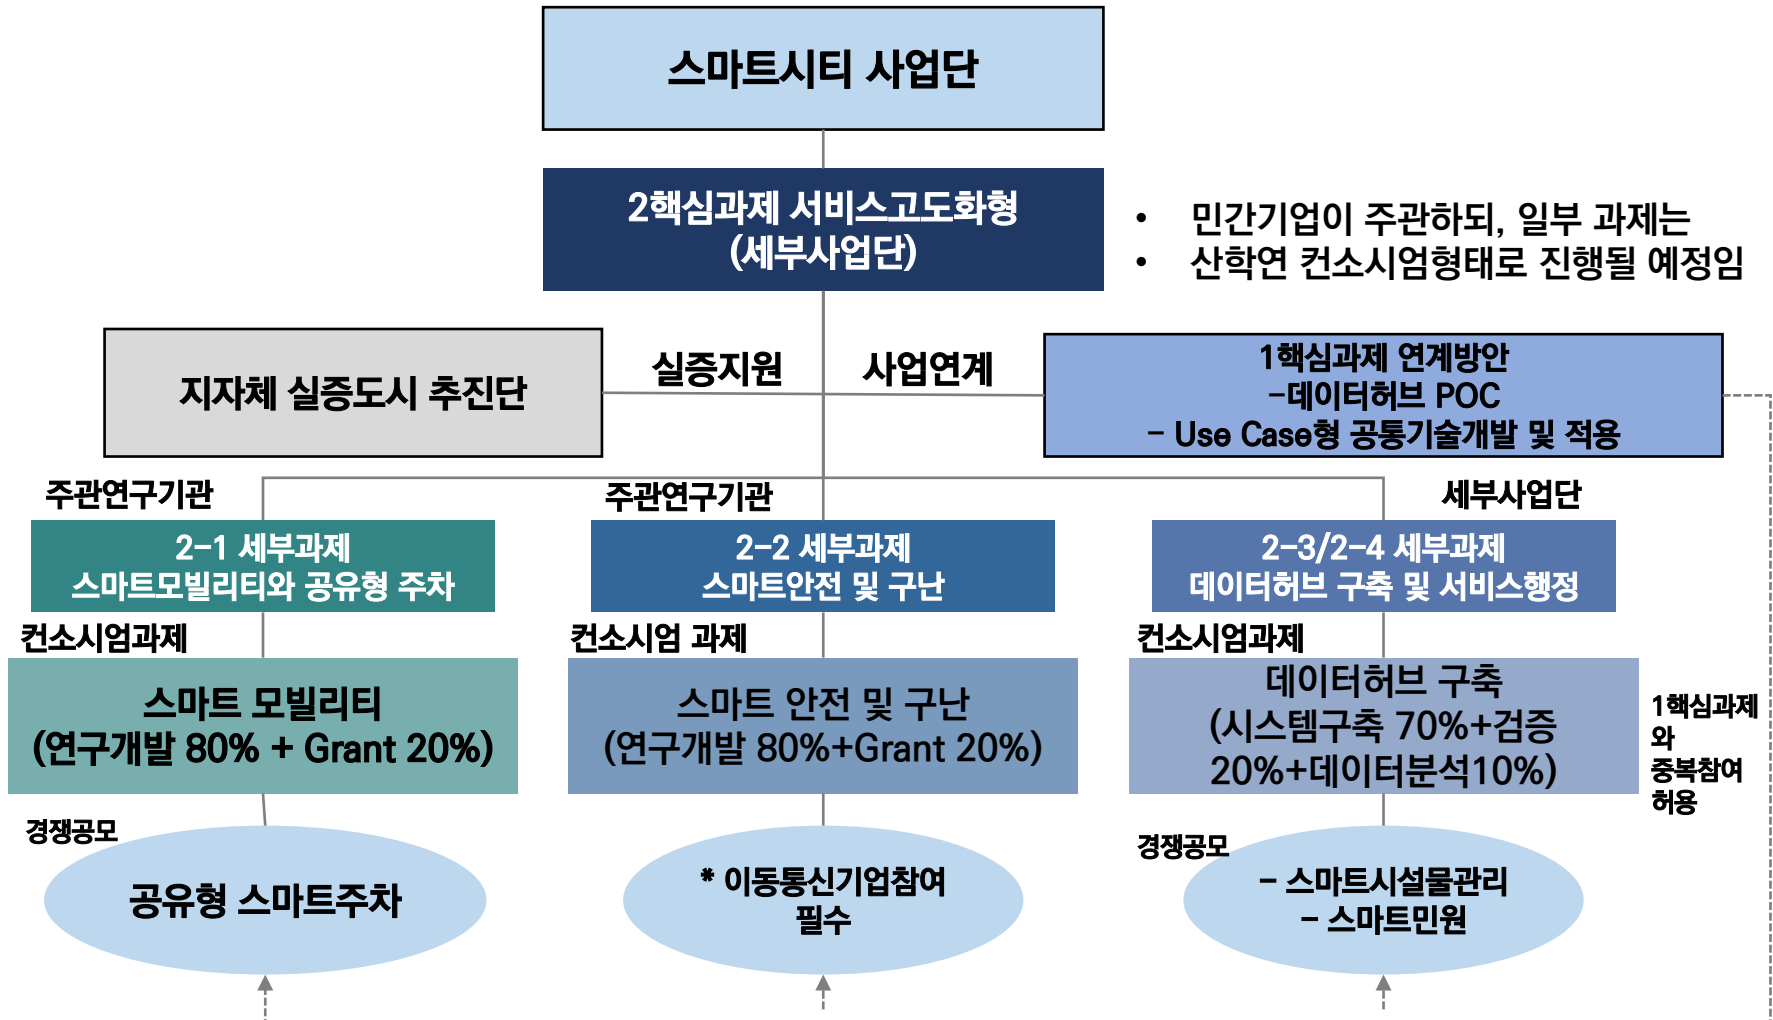 스마트시티 사업단
2핵심과제 서비스고도화형
(세부사업단)
• 민간기업이 주관하되, 일부 과제는
• 산학연 컨소시엄형태로 진행될 예정임
지자체 실증도시 추진단
실증지원
사업연계
1핵심과제 연계방안
-데이터허브 POC
- Use Case형 공통기술개발 및 적용
주관연구기관
2-1 세부과제
스마트모빌리티와 공유형 주차
컨소시엄과제
스마트 모빌리티
(연구개발 80% + Grant 20%)
경쟁공모
공유형 스마트주차
주관연구기관
2-2 세부과제
스마트안전 및 구난
컨소시엄 과제
스마트 안전 및 구난
(연구개발 80%+Grant 20%)
* 이동통신기업참여
필수
세부사업단
2-3/2-4 세부과제
데이터허브 구축 및 서비스행정
컨소시엄과제
데이터허브 구축
(시스템구축 70%+검증
20%+데이터분석10%)
경쟁공모
- 스마트시설물관리
- 스마트민원
1핵심과제
와
중복참여
허용